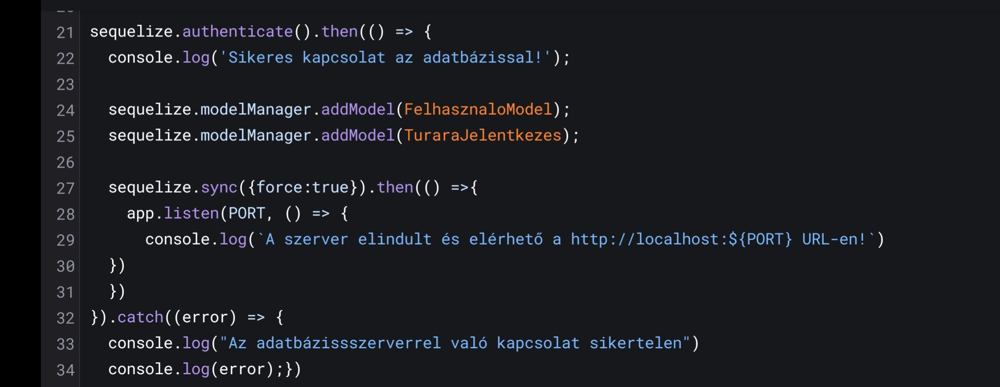 21 sequelize.authenticate().then(() => {
22   console.log('Sikeres kapcsolat az adatbázissal!');
23
24   sequelize.modelManager.addModel(FelhasznaloModel);
25   sequelize.modelManager.addModel(TuraraJelentkezes);
26
27   sequelize.sync({force:true}).then(() =>{
28     app.listen(PORT, () => {
29       console.log(`A szerver elindult és elérhető a http://localhost:${PORT} URL-en!`)
30   })
31   })
32 }).catch((error) => {
33   console.log("Az adatbázissszerverrel való kapcsolat sikertelen")
34   console.log(error);})